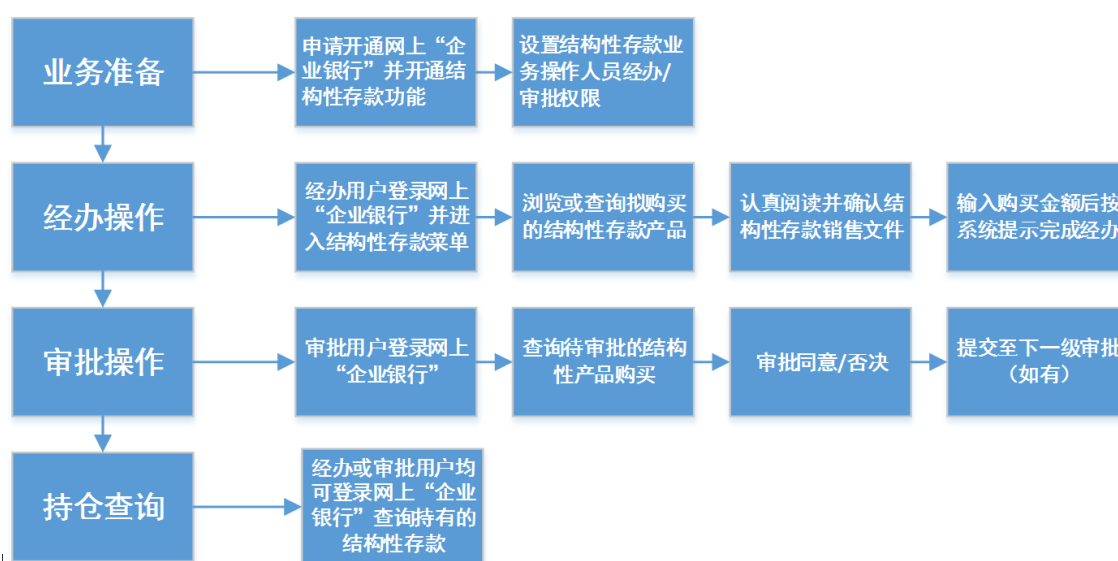 业务准备
申请开通网上“企
业银行”并开通结
构性存款功能
设置结构性存款业
务操作人员经办/
审批权限
经办操作
经办用户登录网上
“企业银行”并进
入结构性存款菜单
浏览或查询拟购买
的结构性存款产品
认真阅读并确认结
构性存款销售文件
输入购买金额后按
系统提示完成经办
审批操作
审批用户登录网上
“企业银行”
查询待审批的结构
性产品购买
审批同意/否决
提交至下一级审批
（如有）
持仓查询
经办或审批用户均
可登录网上“企业
银行”查询持有的
结构性存款